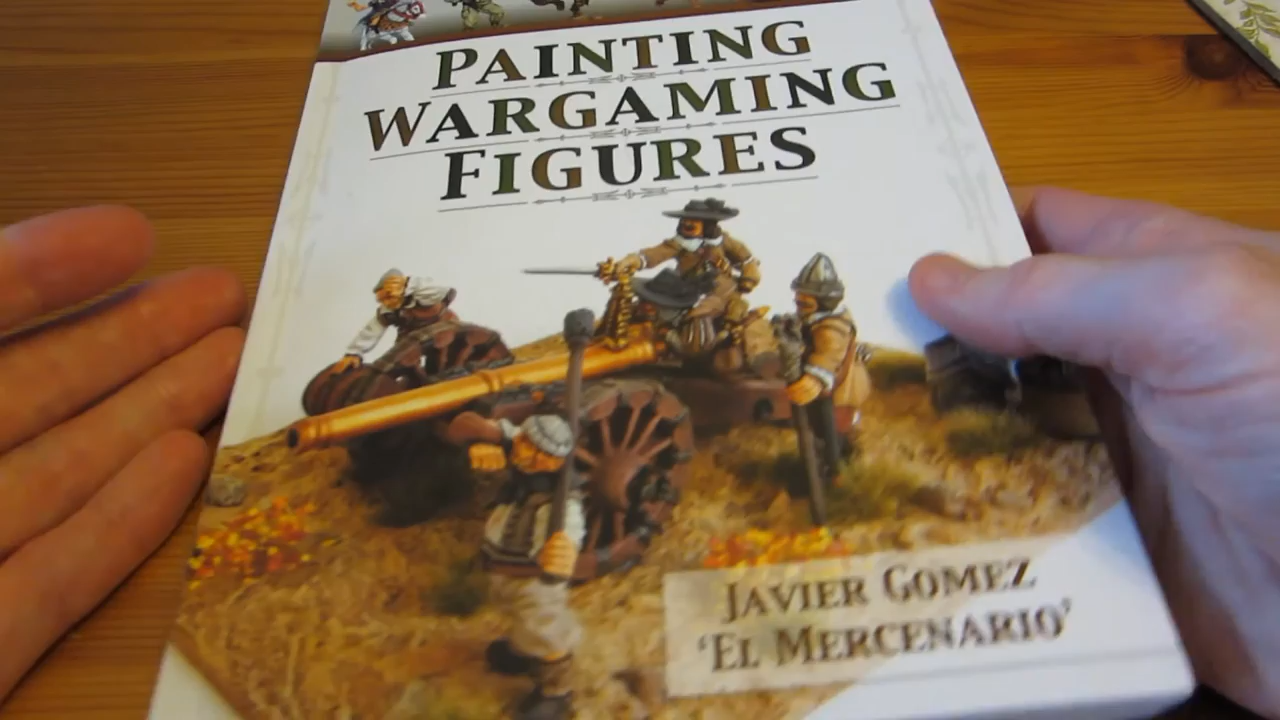 PAINTING
WARGAMING
FIGURES
JAVIER GOMEZ
'EL MERCENARIO'